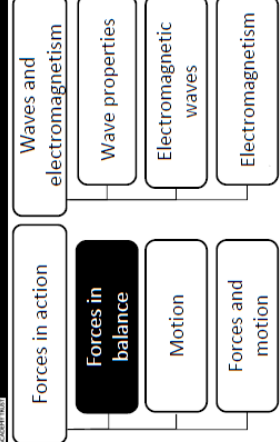 Waves and
electromagnetism
Wave properties
Electromagnetic
waves
Electromagnetism
Forces in action
Forces in
balance
Motion
Forces and
motion